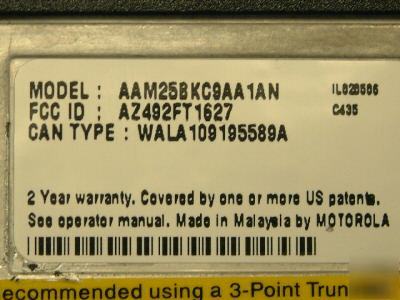 MODEL : AAM25BKC9AA1AN IL628586
FCC ID : AZ492FT1627 C435
CAN TYPE : WALA109195589A
2 Year warranty. Covered by one or more US patents.
See operator manual. Made in Malaysia by MOTOROLA
ecommended using a 3-Point Trun